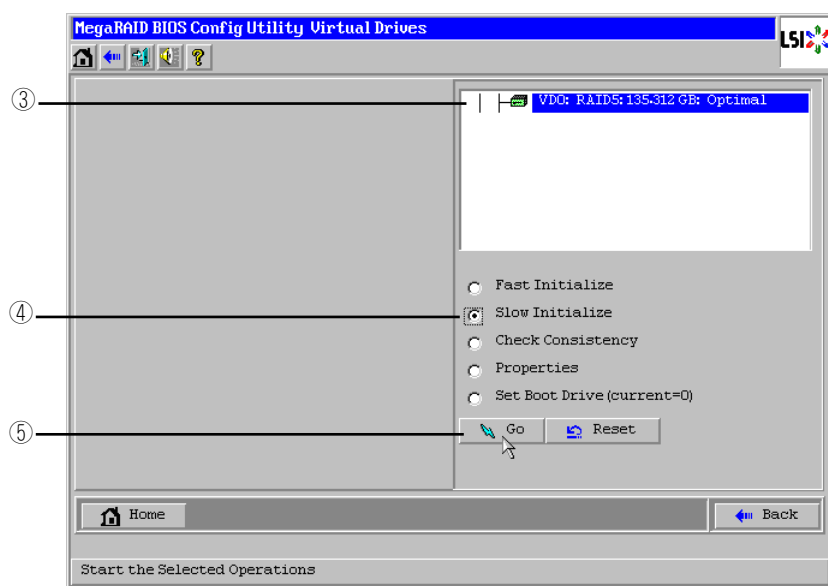 MegaRAID BIOS Config Utility Virtual Drives
LSI
③
VD0: RAID5: 135.312 GB: Optimal
Fast Initialize
④
Slow Initialize
Check Consistency
Properties
Set Boot Drive (current=0)
⑤
Go
Reset
Home
Back
Start the Selected Operations